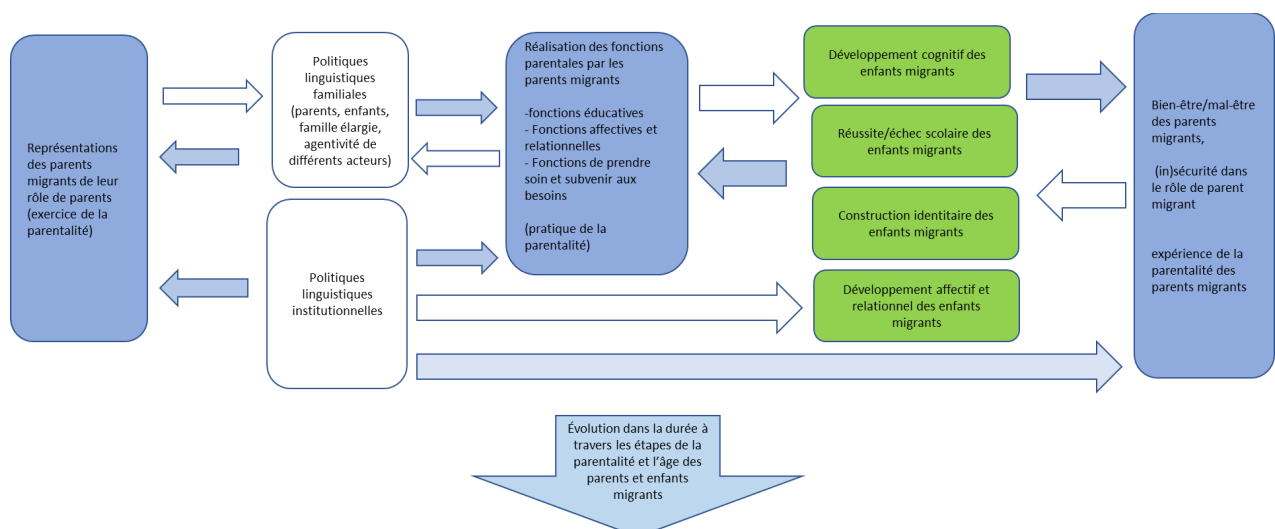 Représentations
des parents
migrants de leur
rôle de parents
(exercice de la
parentalité)
Politiques
linguistiques
familiales
(parents, enfants,
famille élargie,
agentivité de
différents acteurs)
Politiques
linguistiques
institutionnelles
Réalisation des fonctions
parentales par les
parents migrants
-fonctions éducatives
- Fonctions affectives et
relationnelles
- Fonctions de prendre
soin et subvenir aux
besoins
(pratique de la
parentalité)
Développement cognitif des
enfants migrants
Réussite/échec scolaire des
enfants migrants
Construction identitaire des
enfants migrants
Développement affectif et
relationnel des enfants
migrants
Bien-être/mal-être
des parents
migrants,
(in)sécurité dans
le rôle de parent
migrant
expérience de la
parentalité des
parents migrants
Évolution dans la durée à
travers les étapes de la
parentalité et l'âge des
parents et enfants
migrants